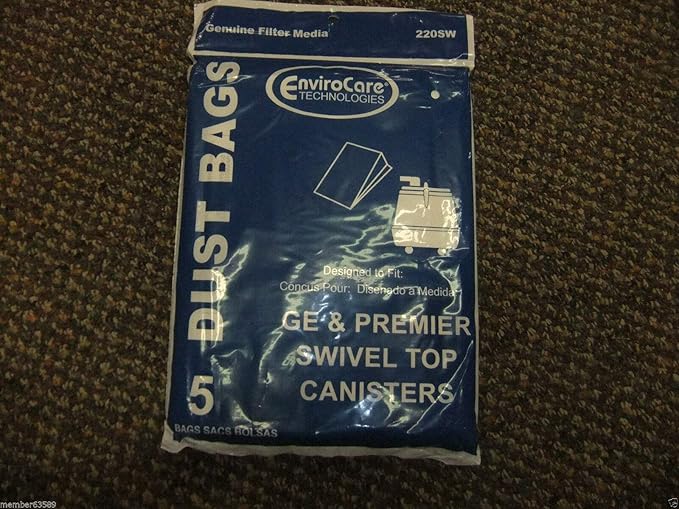 Genuine Filter Media 220SW
EnviroCare®
TECHNOLOGIES
5 DUST BAGS
Designed to Fit:
Concus Pour: Disenado a Medida
GE & PREMIER
SWIVEL TOP
CANISTERS
BAGS SACS BOLSAS
member63589